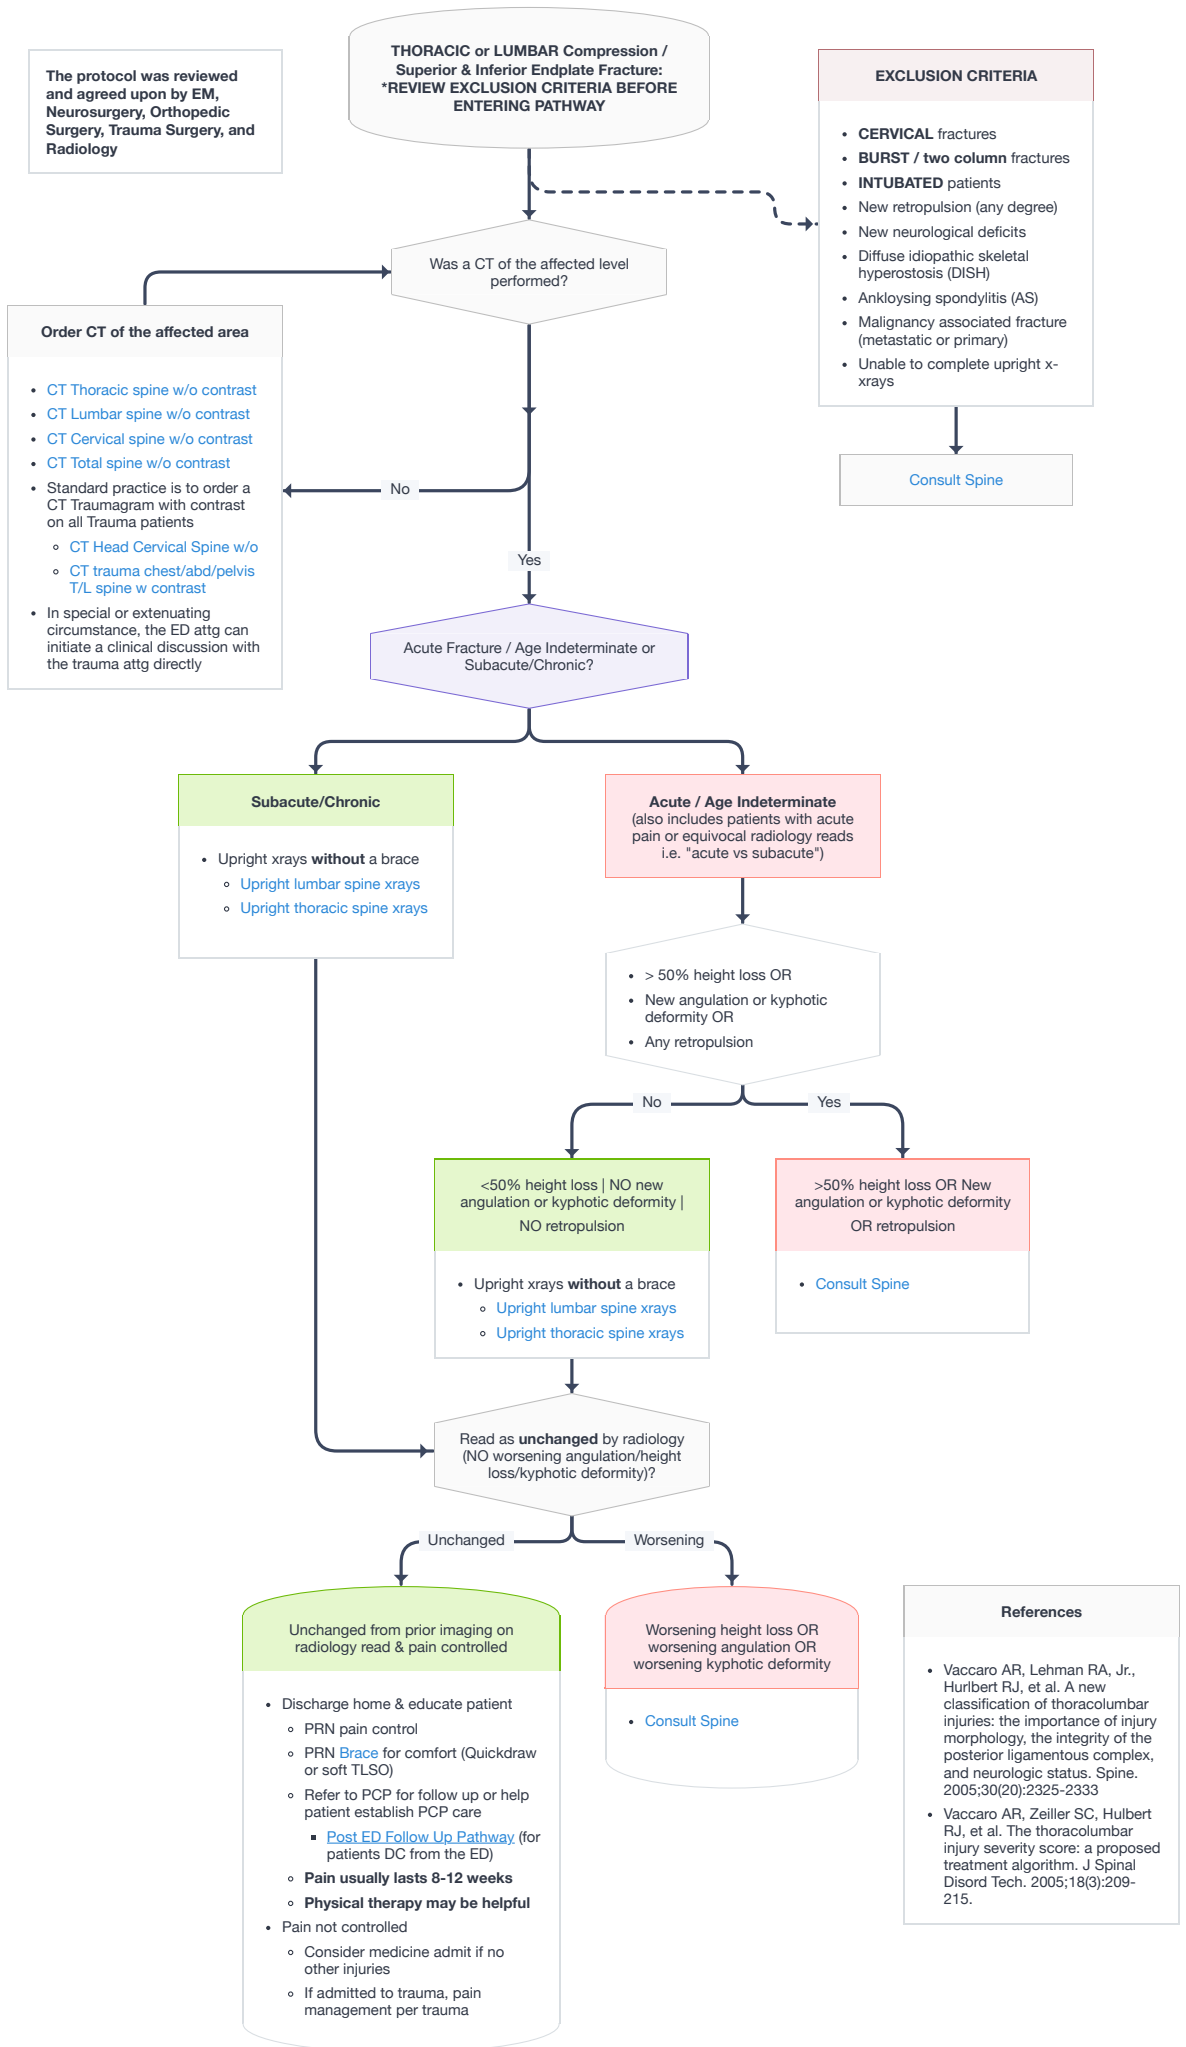 THORACIC or LUMBAR Compression /
Superior & Inferior Endplate Fracture:
*REVIEW EXCLUSION CRITERIA BEFORE
ENTERING PATHWAY
The protocol was reviewed
and agreed upon by EM,
Neurosurgery, Orthopedic
Surgery, Trauma Surgery, and
Radiology
EXCLUSION CRITERIA
• CERVICAL fractures
• BURST / two column fractures
• INTUBATED patients
• New retropulsion (any degree)
• New neurological deficits
• Diffuse idiopathic skeletal
hyperostosis (DISH)
• Ankloysing spondylitis (AS)
• Malignancy associated fracture
(metastatic or primary)
• Unable to complete upright x-
xrays
Consult Spine
Was a CT of the affected level
performed?
Order CT of the affected area
• CT Thoracic spine w/o contrast
• CT Lumbar spine w/o contrast
• CT Cervical spine w/o contrast
• CT Total spine w/o contrast
• Standard practice is to order a
CT Traumagram with contrast
on all Trauma patients
◦ CT Head Cervical Spine w/o
◦ CT trauma chest/abd/pelvis
T/L spine w contrast
• In special or extenuating
circumstance, the ED attg can
initiate a clinical discussion with
the trauma attg directly
No
Yes
Acute Fracture / Age Indeterminate or
Subacute/Chronic?
Subacute/Chronic
• Upright xrays without a brace
◦ Upright lumbar spine xrays
◦ Upright thoracic spine xrays
Acute / Age Indeterminate
(also includes patients with acute
pain or equivocal radiology reads
i.e. "acute vs subacute")
• > 50% height loss OR
• New angulation or kyphotic
deformity OR
• Any retropulsion
No
Yes
<50% height loss | NO new
angulation or kyphotic deformity |
NO retropulsion
• Upright xrays without a brace
◦ Upright lumbar spine xrays
◦ Upright thoracic spine xrays
>50% height loss OR New
angulation or kyphotic deformity
OR retropulsion
• Consult Spine
Read as unchanged by radiology
(NO worsening angulation/height
loss/kyphotic deformity)?
Unchanged
Worsening
Unchanged from prior imaging on
radiology read & pain controlled
• Discharge home & educate patient
◦ PRN pain control
◦ PRN Brace for comfort (Quickdraw
or soft TLSO)
◦ Refer to PCP for follow up or help
patient establish PCP care
▪ Post ED Follow Up Pathway (for
patients DC from the ED)
◦ Pain usually lasts 8-12 weeks
◦ Physical therapy may be helpful
• Pain not controlled
◦ Consider medicine admit if no
other injuries
◦ If admitted to trauma, pain
management per trauma
Worsening height loss OR
worsening angulation OR
worsening kyphotic deformity
• Consult Spine
References
• Vaccaro AR, Lehman RA, Jr.,
Hurlbert RJ, et al. A new
classification of thoracolumbar
injuries: the importance of injury
morphology, the integrity of the
posterior ligamentous complex,
and neurologic status. Spine.
2005;30(20):2325-2333
• Vaccaro AR, Zeiller SC, Hulbert
RJ, et al. The thoracolumbar
injury severity score: a proposed
treatment algorithm. J Spinal
Disord Tech. 2005;18(3):209-
215.